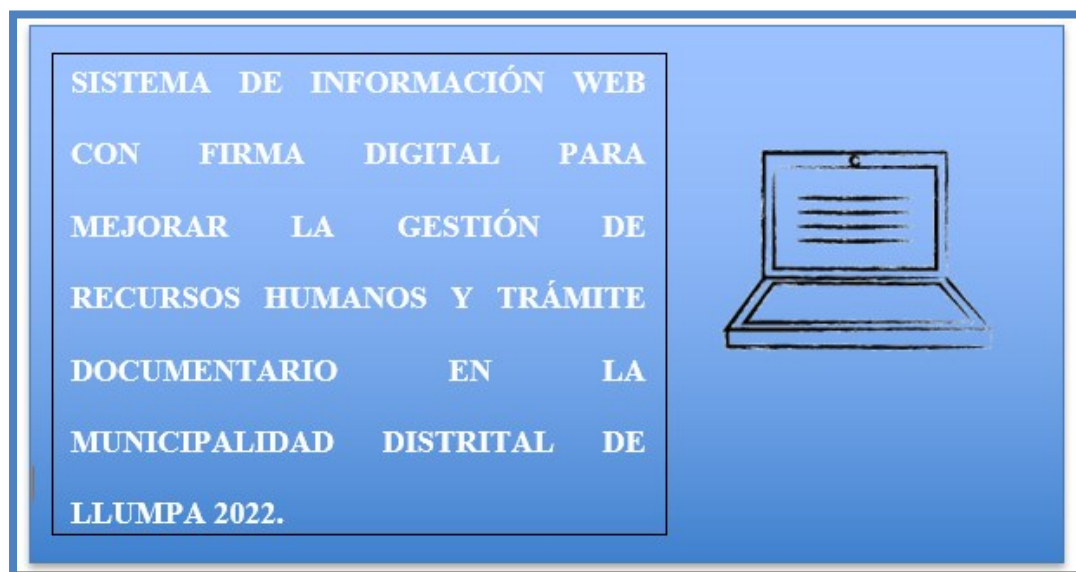 SISTEMA DE INFORMACIÓN WEB
CON FIRMA DIGITAL PARA
MEJORAR LA GESTIÓN DE
RECURSOS HUMANOS Y TRÁMITE
DOCUMENTARIO EN LA
MUNICIPALIDAD DISTRITAL DE
LLUMPA 2022.